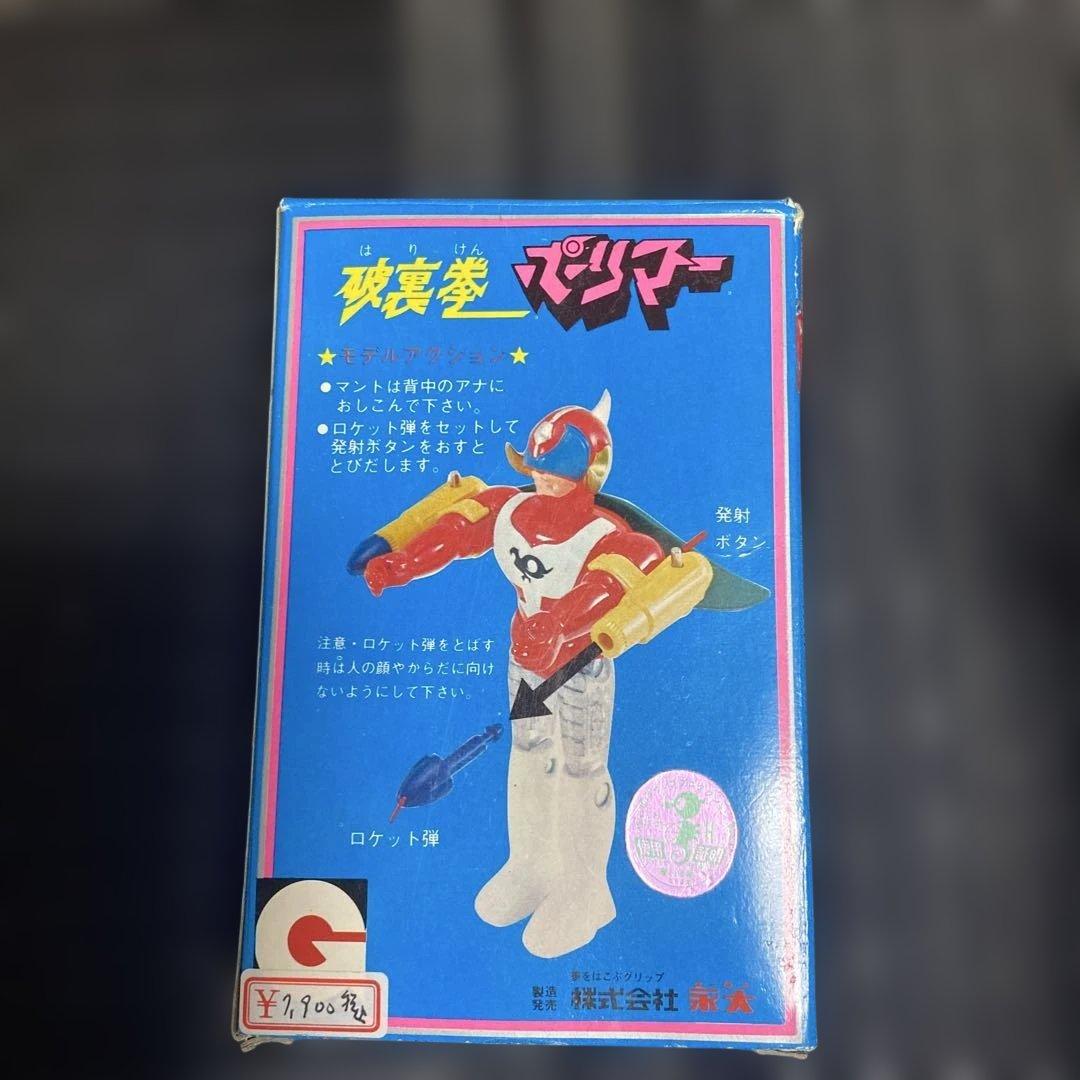 はりけん
破裏拳 ポリマー
★モデルアクション★
●マントは背中のアナに
おしこんで下さい。
●ロケット弾をセットして
発射ボタンをおすと
とびだします。
発射
ボタン
注意・ロケット弾をとばす
時は人の顔やからだに向け
ないようにして下さい。
ロケット弾
夢をはこぶグリップ
製造
発売
株式会社
¥7,900